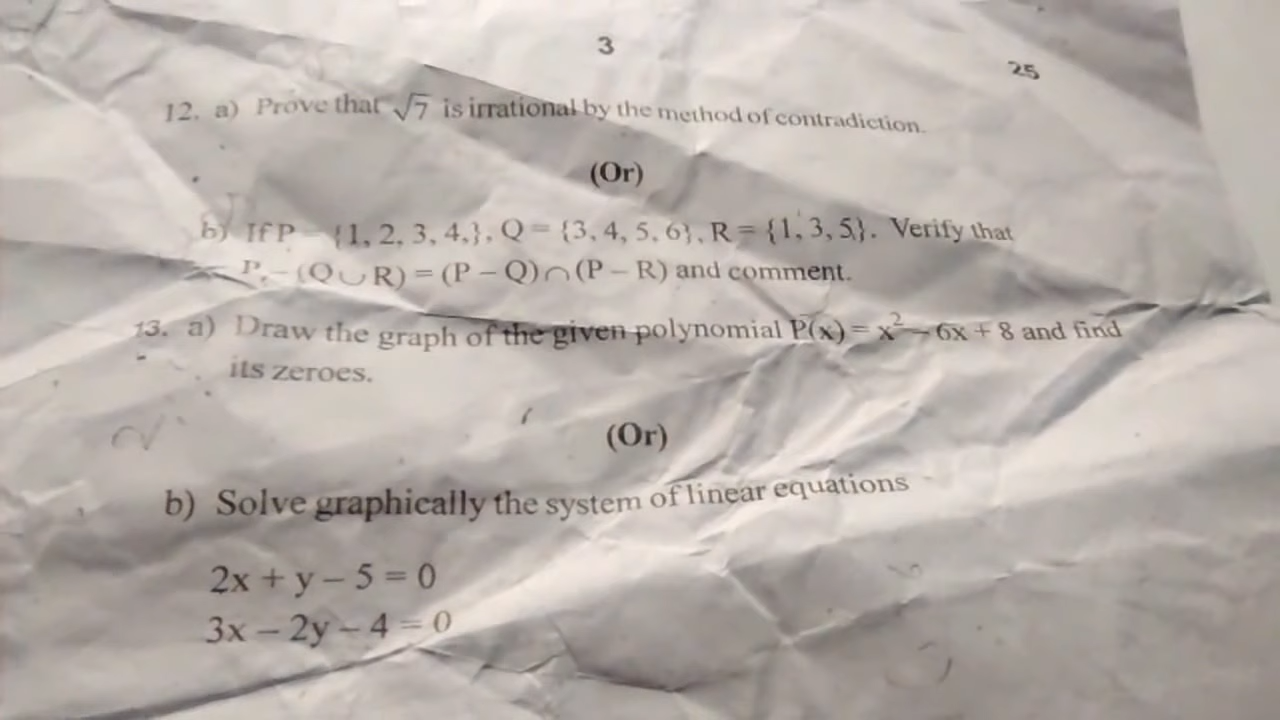 3
25
12. a) Prove that √7 is irrational by the method of contradiction.
(Or)
b) If P = {1, 2, 3, 4,}, Q = {3, 4, 5, 6}, R = {1, 3, 5}. Verify that
P – (Q ∪ R) = (P – Q) ∩ (P – R) and comment.
13. a) Draw the graph of the given polynomial P(x) = x² – 6x + 8 and find
its zeroes.
(Or)
b) Solve graphically the system of linear equations
2x + y – 5 = 0
3x – 2y – 4 = 0